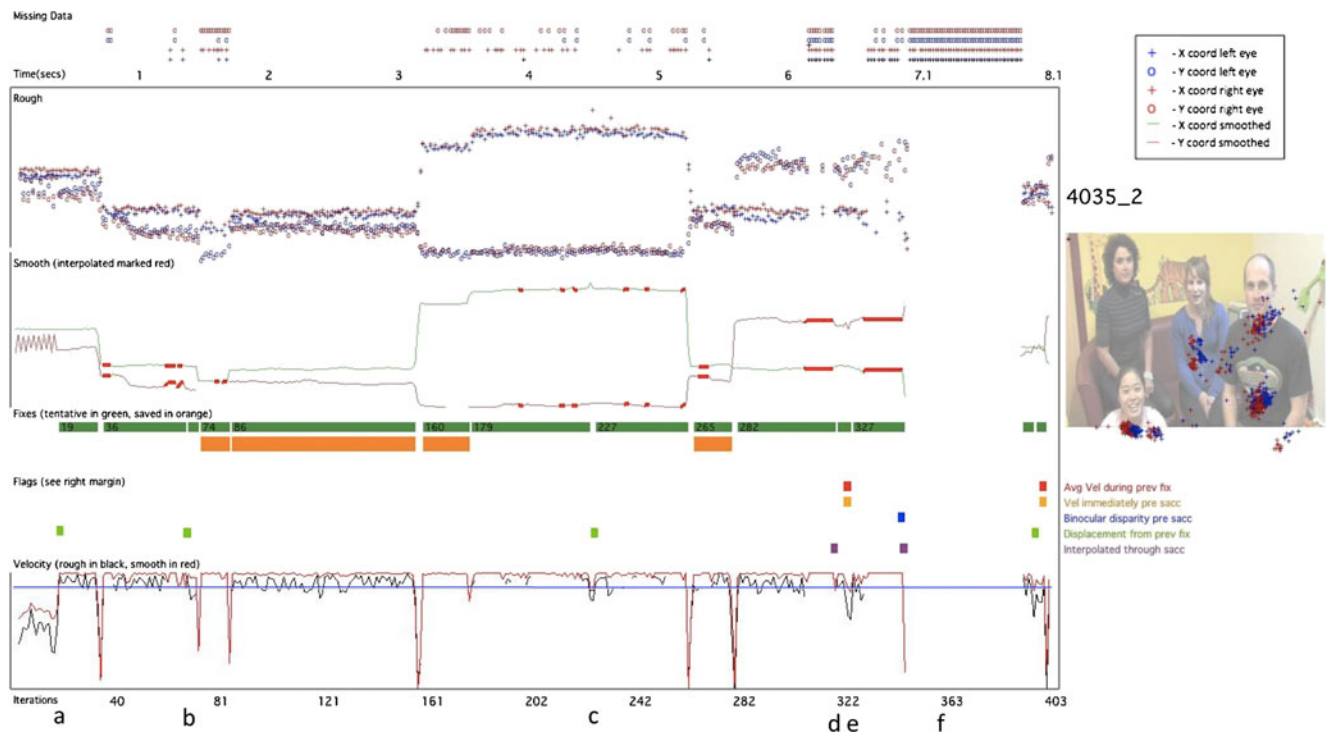 Missing Data
Time(secs) 1 2 3 4 5 6 7.1 8.1
+ - X coord left eye
o - Y coord left eye
+ - X coord right eye
o - Y coord right eye
- X coord smoothed
- Y coord smoothed
Rough
4035_2
Smooth (interpolated marked red)
Fixes (tentative in green, saved in orange)
19 36 74 86 160 179 227 265 282 327
Flags (see right margin)
Avg Vel during prev fix
Vel immediately pre sacc
Binocular disparity pre sacc
Displacement from prev fix
Interpolated through sacc
Velocity (rough in black, smooth in red)
Iterations 40 81 121 161 202 242 282 322 363 403
a b c d e f